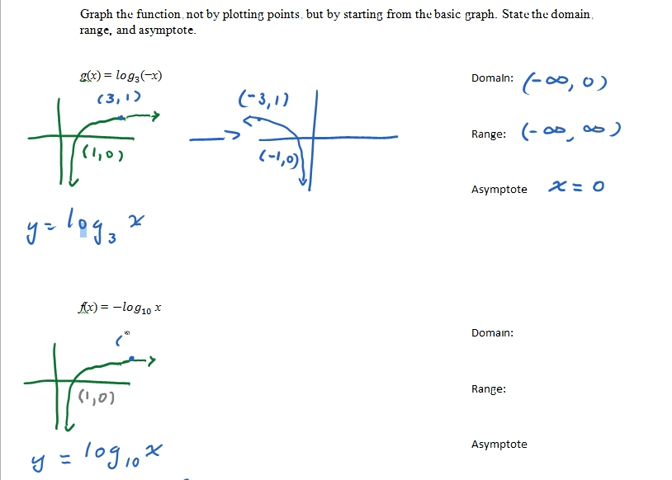 Graph the function, not by plotting points, but by starting from the basic graph. State the domain,
range, and asymptote.
g(x) = log₃(−x)
(3, 1)
(1, 0)
y = log₃ x
(-3, 1)
(-1, 0)
Domain: (-∞, 0)
Range: (-∞, ∞)
Asymptote x = 0
f(x) = −log₁₀ x
(
(1, 0)
y = log₁₀ x
Domain:
Range:
Asymptote